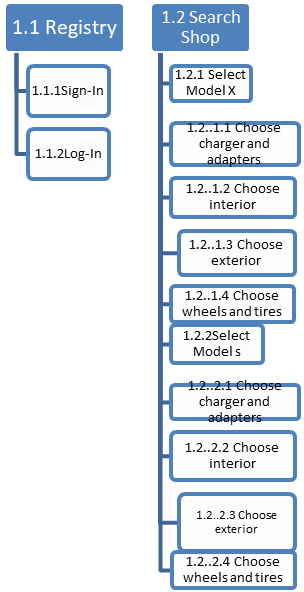 1.1 Registry
1.1.1Sign-In
1.1.2Log-In
1.2 Search
Shop
1.2.1 Select
Model X
1.2..1.1 Choose
charger and
adapters
1.2..1.2 Choose
interior
1.2..1.3 Choose
exterior
1.2..1.4 Choose
wheels and tires
1.2.2Select
Model s
1.2..2.1 Choose
charger and
adapters
1.2..2.2 Choose
interior
1.2..2.3 Choose
exterior
1.2..2.4 Choose
wheels and tires